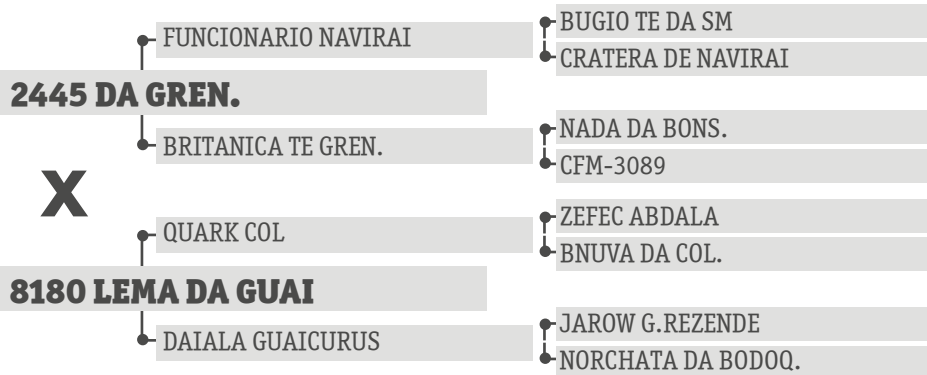 FUNCIONARIO NAVIRAI
BUGIO TE DA SM
CRATERA DE NAVIRAI
2445 DA GREN.
BRITANICA TE GREN.
NADA DA BONS.
CFM-3089
X
QUARK COL
ZEFEC ABDALA
BNUVA DA COL.
8180 LEMA DA GUAI
DAIALA GUAICURUS
JAROW G.REZENDE
NORCHATA DA BODOQ.